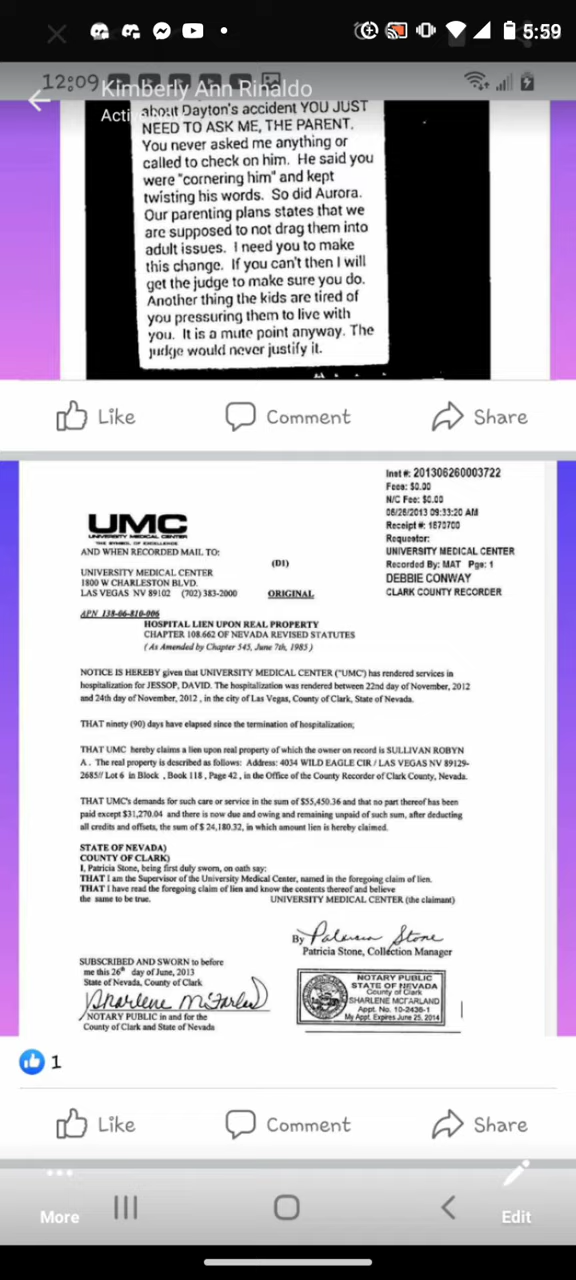 5:59
12:09
Kimberly Ann Rinaldo
Acti
about Dayton's accident YOU JUST
NEED TO ASK ME, THE PARENT.
You never asked me anything or
called to check on him. He said you
were "cornering him" and kept
twisting his words. So did Aurora.
Our parenting plans states that we
are supposed to not drag them into
adult issues. I need you to make
this change. If you can't then I will
get the judge to make sure you do.
Another thing the kids are tired of
you pressuring them to live with
you. It is a mute point anyway. The
judge would never justify it.
Like Comment Share
Inst #: 201306260003722
Fees: $0.00
N/C Fee: $0.00
06/26/2013 09:33:20 AM
Receipt #: 1670700
Requestor:
UNIVERSITY MEDICAL CENTER
Recorded By: MAT Pgs: 1
DEBBIE CONWAY
CLARK COUNTY RECORDER
UMC
UNIVERSITY MEDICAL CENTER
THE SYMBOL OF EXCELLENCE
AND WHEN RECORDED MAIL TO:
(D1)
UNIVERSITY MEDICAL CENTER
1800 W CHARLESTON BLVD.
LAS VEGAS NV 89102 (702) 383-2000 ORIGINAL
APN 138-06-810-006
HOSPITAL LIEN UPON REAL PROPERTY
CHAPTER 108.662 OF NEVADA REVISED STATUTES
(As Amended by Chapter 545, June 7th, 1985)
NOTICE IS HEREBY given that UNIVERSITY MEDICAL CENTER ("UMC") has rendered services in
hospitalization for JESSOP, DAVID. The hospitalization was rendered between 22nd day of November, 2012
and 24th day of November, 2012 , in the city of Las Vegas, County of Clark, State of Nevada.
THAT ninety (90) days have elapsed since the termination of hospitalization;
THAT UMC hereby claims a lien upon real property of which the owner on record is SULLIVAN ROBYN
A . The real property is described as follows: Address: 4034 WILD EAGLE CIR / LAS VEGAS NV 89129-
2685// Lot 6 in Block , Book 118 , Page 42 , in the Office of the County Recorder of Clark County, Nevada.
THAT UMC's demands for such care or service in the sum of $55,450.36 and that no part thereof has been
paid except $31,270.04 and there is now due and owing and remaining unpaid of such sum, after deducting
all credits and offsets, the sum of $ 24,180.32, in which amount lien is hereby claimed.
STATE OF NEVADA)
COUNTY OF CLARK)
I, Patricia Stone, being first duly sworn, on oath say:
THAT I am the Supervisor of the University Medical Center, named in the foregoing claim of lien.
THAT I have read the foregoing claim of lien and know the contents thereof and believe
the same to be true. UNIVERSITY MEDICAL CENTER (the claimant)
By Patricia Stone
Patricia Stone, Collection Manager
SUBSCRIBED AND SWORN to before
me this 26th day of June, 2013
State of Nevada, County of Clark
Sharlene McFarland
NOTARY PUBLIC in and for the
County of Clark and State of Nevada
NOTARY PUBLIC
STATE OF NEVADA
County of Clark
SHARLENE MCFARLAND
Appt. No. 10-2436-1
My Appt. Expires June 25, 2014
1
Like Comment Share
More Edit